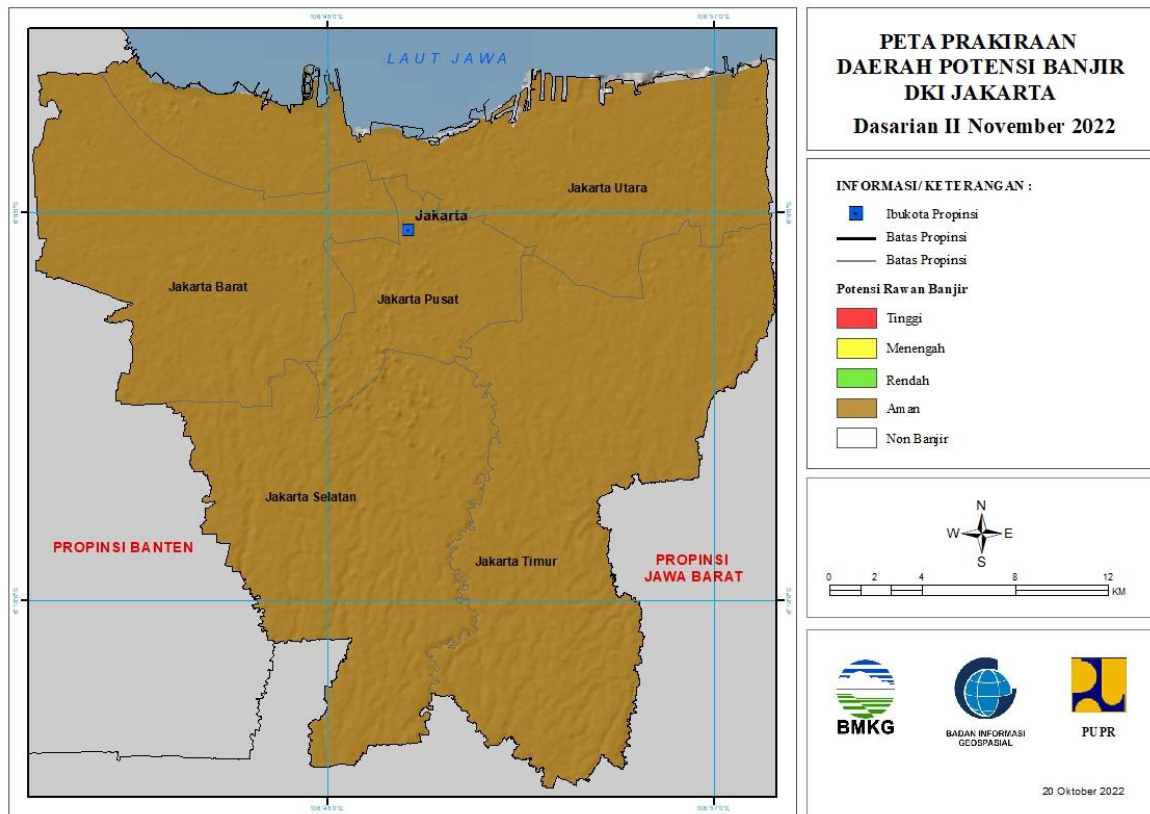 PETA PRAKIRAAN
DAERAH POTENSI BANJIR
DKI JAKARTA
Dasarian II November 2022
INFORMASI/ KETERANGAN :
Ibukota Propinsi
Batas Propinsi
Batas Propinsi
Potensi Rawan Banjir
Tinggi
Menengah
Rendah
Aman
Non Banjir
N
W E
S
0 2 4 8 12
KM
BMKG
BADAN INFORMASI
GEOSPASIAL
PUPR
20 Oktober 2022
LAUT JAWA
Jakarta Utara
Jakarta
Jakarta Barat
Jakarta Pusat
Jakarta Selatan
Jakarta Timur
PROPINSI BANTEN
PROPINSI
JAWA BARAT